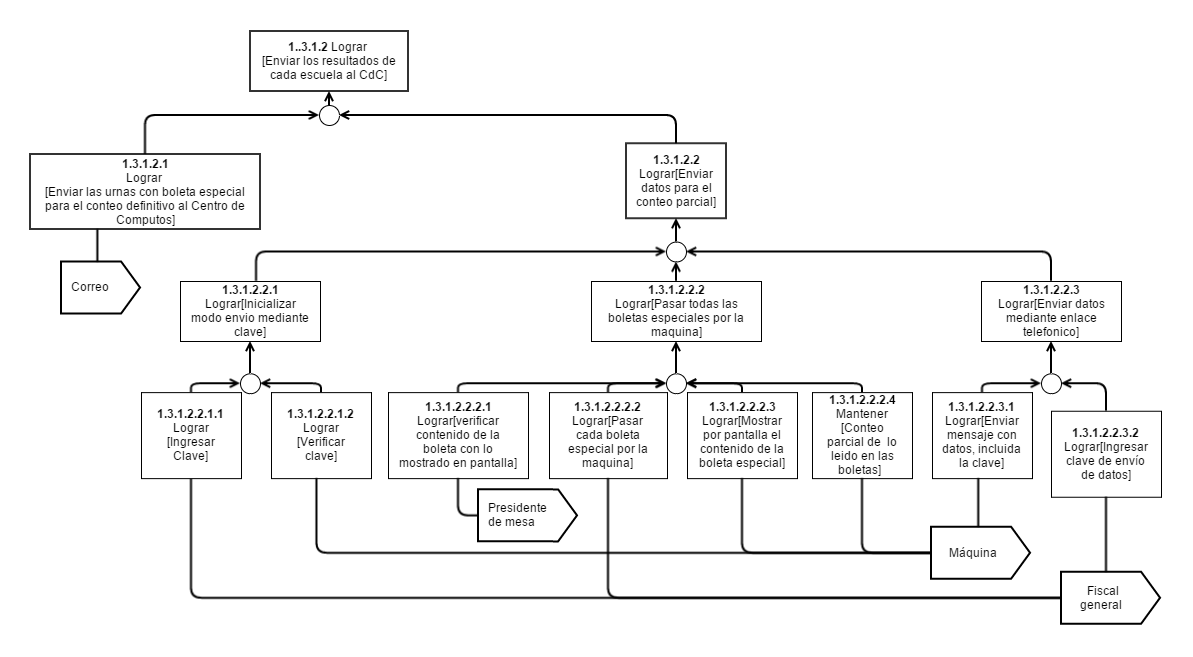 1..3.1.2 Lograr
[Enviar los resultados de
cada escuela al CdC]
1.3.1.2.1
Lograr
[Enviar las urnas con boleta especial
para el conteo definitivo al Centro de
Computos]
1.3.1.2.2
Lograr[Enviar
datos para el
conteo parcial]
Correo
1.3.1.2.2.1
Lograr[Inicializar
modo envio mediante
clave]
1.3.1.2.2.2
Lograr[Pasar todas las
boletas especiales por la
maquina]
1.3.1.2.2.3
Lograr[Enviar datos
mediante enlace
telefonico]
1.3.1.2.2.1.1
Lograr
[Ingresar
Clave]
1.3.1.2.2.1.2
Lograr
[Verificar
clave]
1.3.1.2.2.2.1
Lograr[verificar
contenido de la
boleta con lo
mostrado en pantalla]
1.3.1.2.2.2.2
Lograr[Pasar
cada boleta
especial por la
maquina]
1.3.1.2.2.2.3
Lograr[Mostrar
por pantalla el
contenido de la
boleta especial]
1.3.1.2.2.2.4
Mantener
[Conteo
parcial de lo
leido en las
boletas]
1.3.1.2.2.3.1
Lograr[Enviar
mensaje con
datos, incluida
la clave]
1.3.1.2.2.3.2
Lograr[Ingresar
clave de envío
de datos]
Presidente
de mesa
Máquina
Fiscal
general